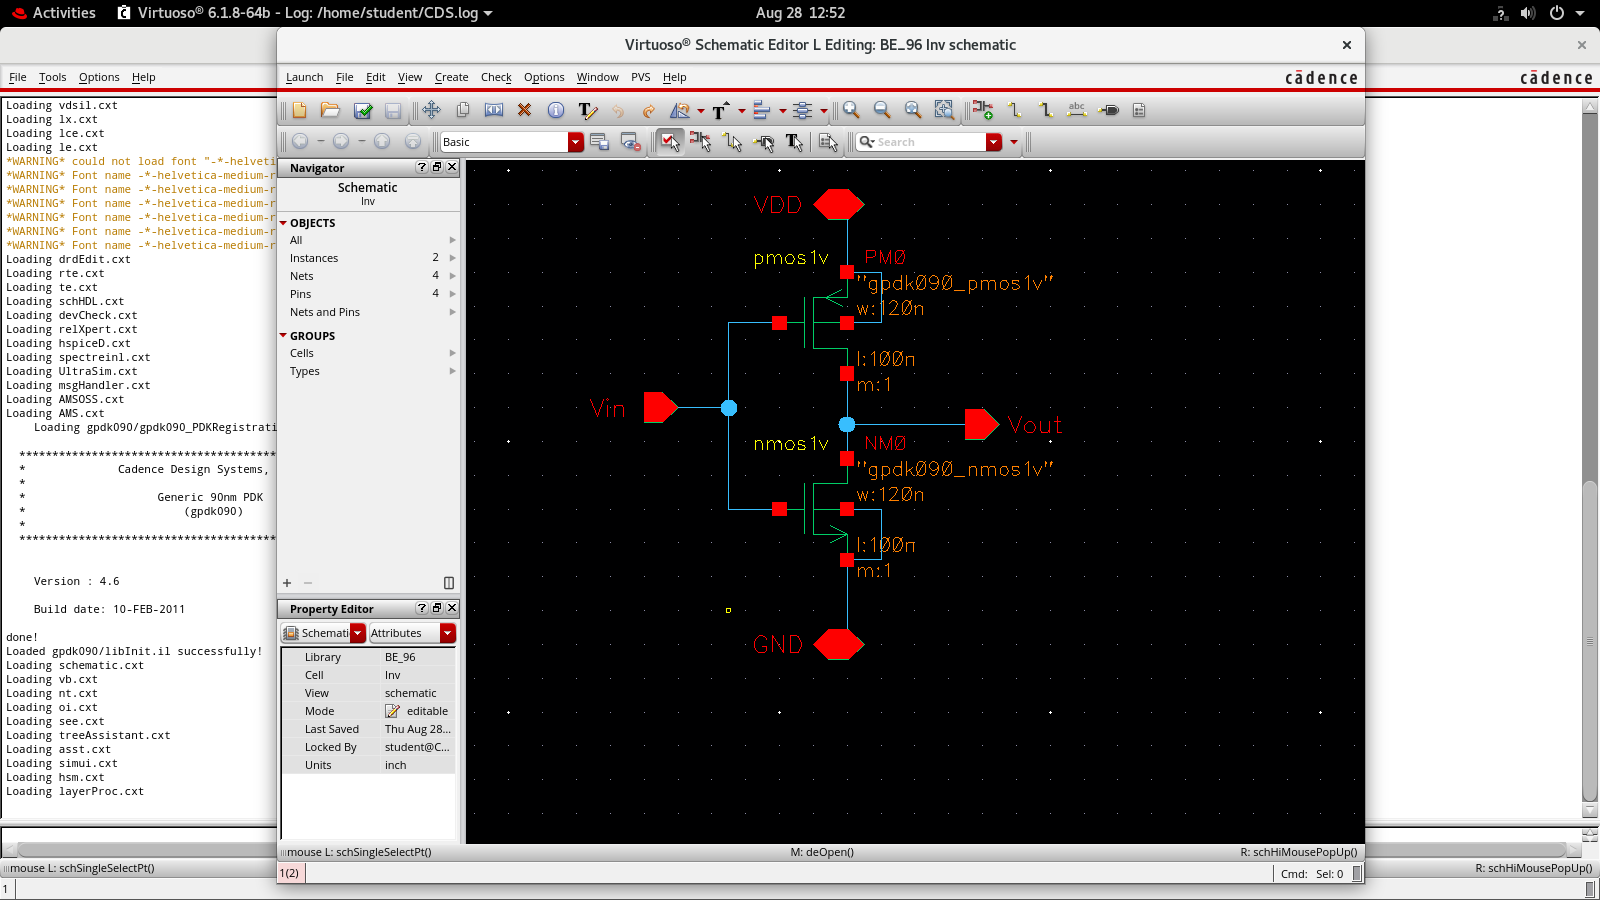 Activities
Virtuoso® 6.1.8-64b - Log: /home/student/CDS.log
Aug 28 12:52
Virtuoso® Schematic Editor L Editing: BE_96 Inv schematic
File Tools Options Help
Launch File Edit View Create Check Options Window PVS Help
cādence
cādence
Loading vdsil.cxt
Loading lx.cxt
Loading lce.cxt
Loading le.cxt
*WARNING* could not load font "-*-helveti
*WARNING* Font name -*-helvetica-medium-r
*WARNING* Font name -*-helvetica-medium-r
*WARNING* Font name -*-helvetica-medium-r
*WARNING* Font name -*-helvetica-medium-r
*WARNING* Font name -*-helvetica-medium-r
*WARNING* Font name -*-helvetica-medium-r
Loading drdEdit.cxt
Loading rte.cxt
Loading te.cxt
Loading schHDL.cxt
Loading devCheck.cxt
Loading relXpert.cxt
Loading hspiceD.cxt
Loading spectreinl.cxt
Loading UltraSim.cxt
Loading msgHandler.cxt
Loading AMSOSS.cxt
Loading AMS.cxt
Loading gpdk090/gpdk090_PDKRegistrati
***************************************
* Cadence Design Systems,
*
* Generic 90nm PDK
* (gpdk090)
*
***************************************
Version : 4.6
Build date: 10-FEB-2011
done!
Loaded gpdk090/libInit.il successfully!
Loading schematic.cxt
Loading vb.cxt
Loading nt.cxt
Loading oi.cxt
Loading see.cxt
Loading treeAssistant.cxt
Loading asst.cxt
Loading simui.cxt
Loading hsm.cxt
Loading layerProc.cxt
abc
Basic
Search
Navigator
Schematic
Inv
OBJECTS
All
Instances 2
Nets 4
Pins 4
Nets and Pins
GROUPS
Cells
Types
Property Editor
Schemati Attributes
Library BE_96
Cell Inv
View schematic
Mode editable
Last Saved Thu Aug 28...
Locked By student@C...
Units inch
VDD
pmos1v PM0
"gpdk090_pmos1v"
w:120n
l:100n
m:1
Vin
Vout
nmos1v NM0
"gpdk090_nmos1v"
w:120n
l:100n
m:1
GND
mouse L: schSingleSelectPt() M: deOpen() R: schHiMousePopUp()
1(2) Cmd: Sel: 0
mouse L: schSingleSelectPt() R: schHiMousePopUp()
1